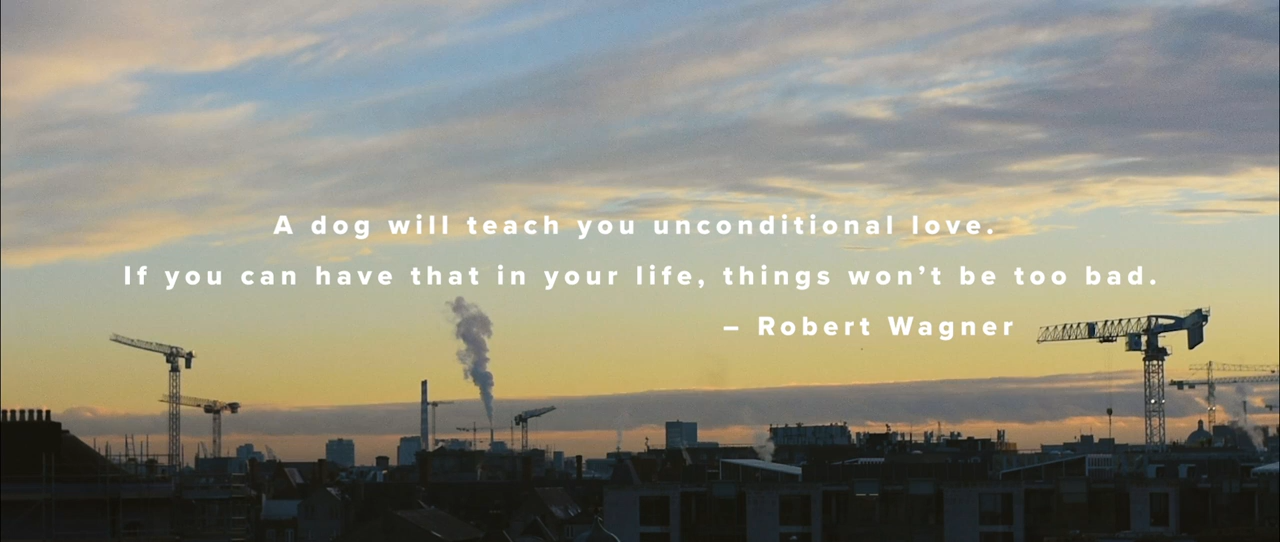 A dog will teach you unconditional love.
If you can have that in your life, things won’t be too bad.
– Robert Wagner